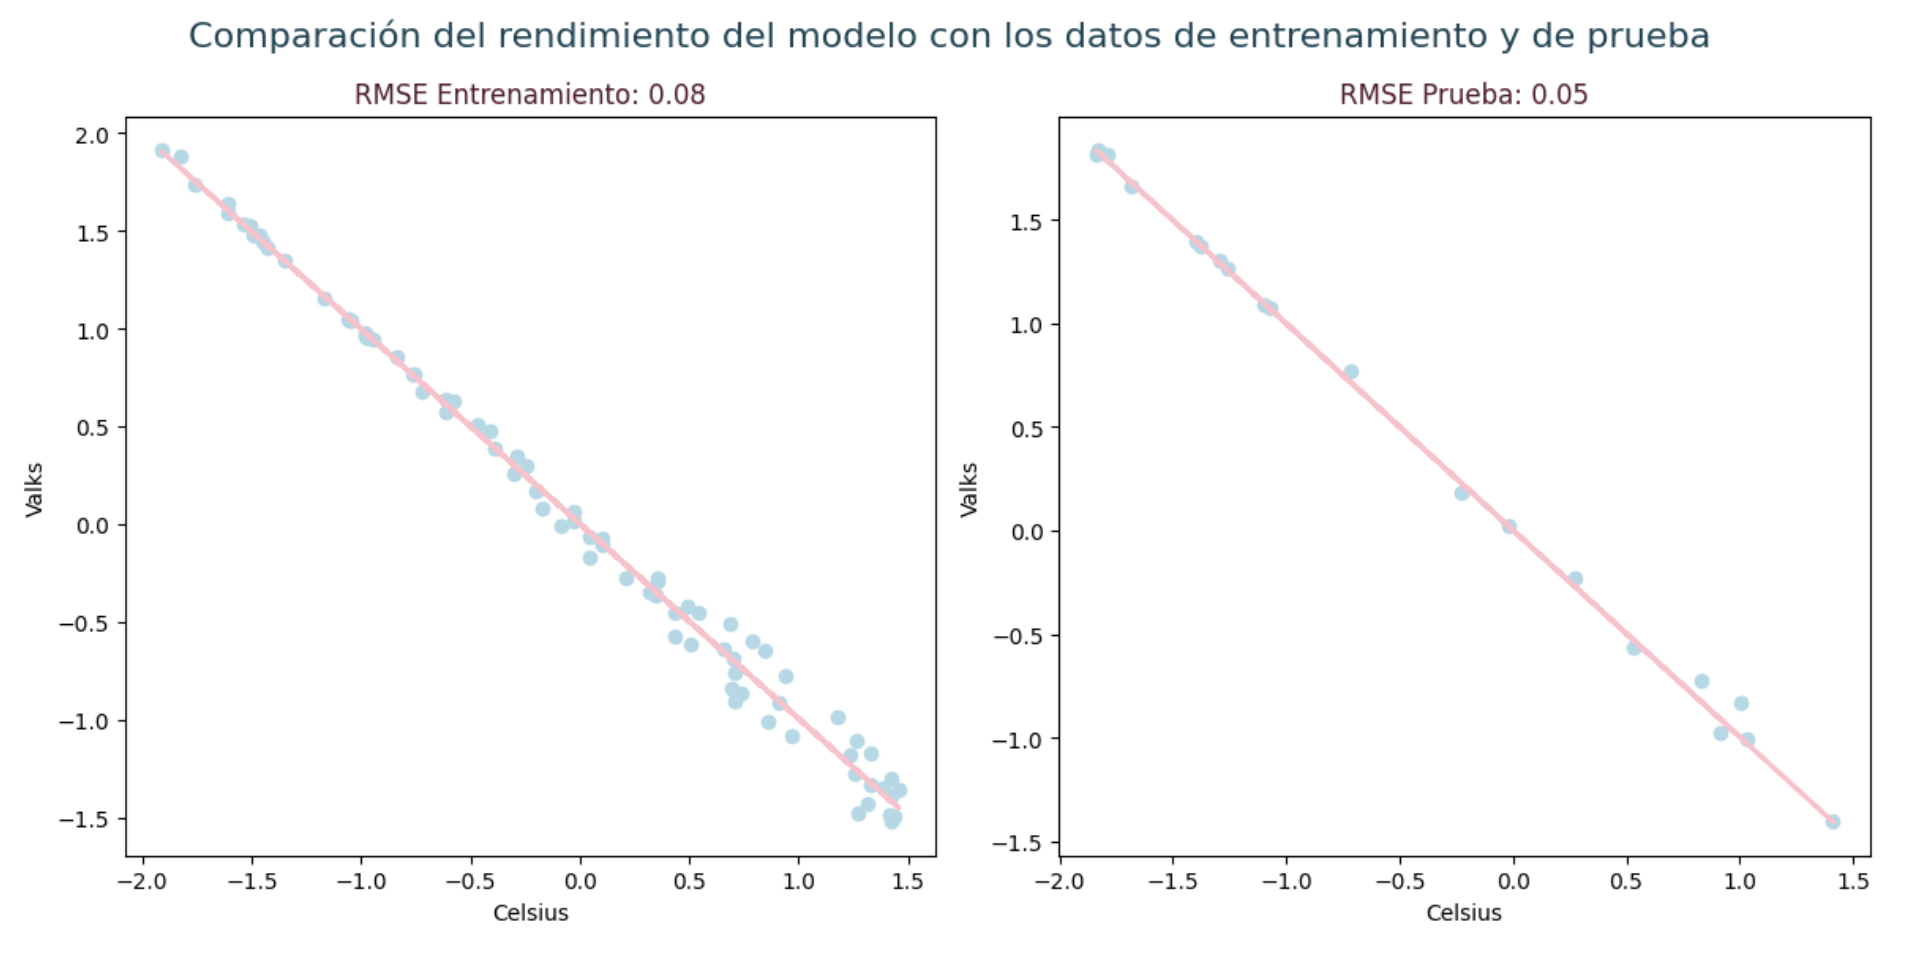 Comparación del rendimiento del modelo con los datos de entrenamiento y de prueba
RMSE Entrenamiento: 0.08
2.0
1.5
1.0
0.5
0.0
−0.5
−1.0
−1.5
Valks
−2.0 −1.5 −1.0 −0.5 0.0 0.5 1.0 1.5
Celsius
RMSE Prueba: 0.05
1.5
1.0
0.5
0.0
−0.5
−1.0
−1.5
Valks
−2.0 −1.5 −1.0 −0.5 0.0 0.5 1.0 1.5
Celsius